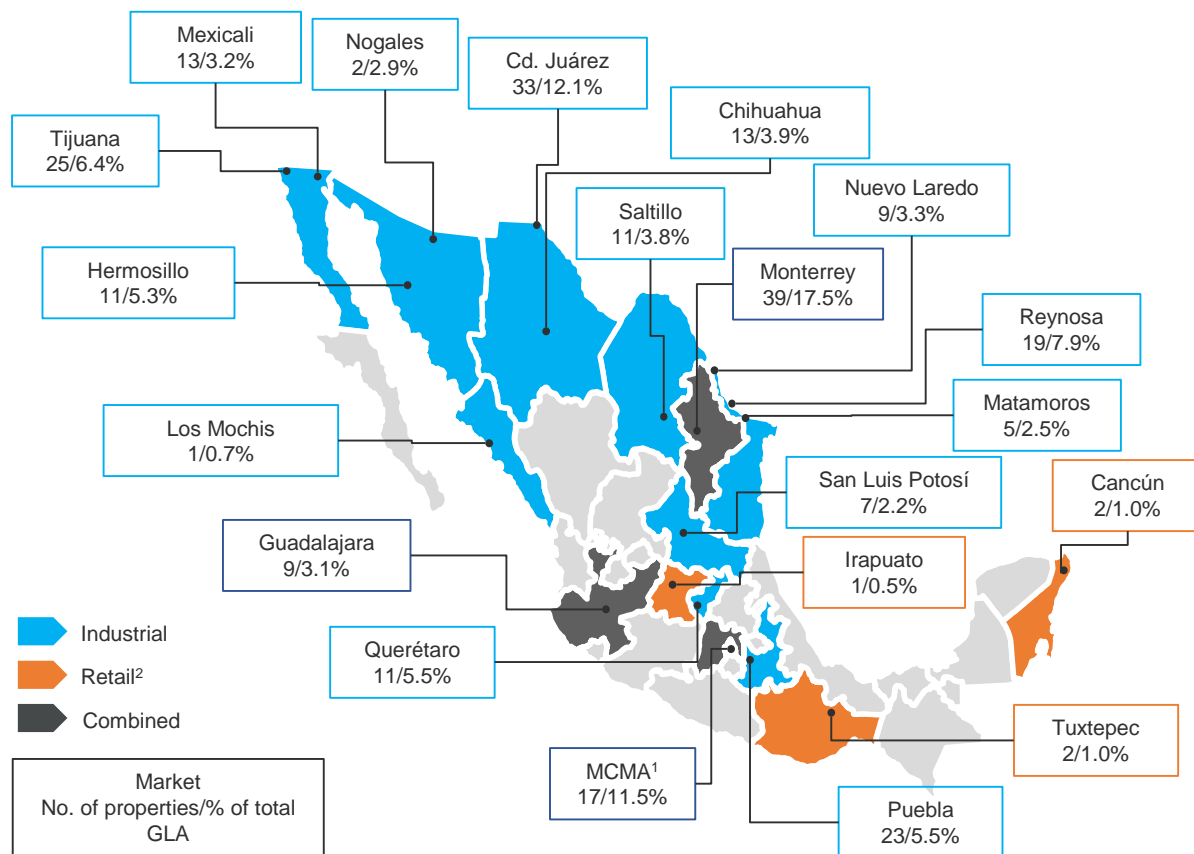 Mexicali
13/3.2%
Nogales
2/2.9%
Cd. Juárez
33/12.1%
Chihuahua
13/3.9%
Tijuana
25/6.4%
Nuevo Laredo
9/3.3%
Saltillo
11/3.8%
Hermosillo
11/5.3%
Monterrey
39/17.5%
Reynosa
19/7.9%
Matamoros
5/2.5%
Los Mochis
1/0.7%
San Luis Potosí
7/2.2%
Cancún
2/1.0%
Guadalajara
9/3.1%
Irapuato
1/0.5%
Industrial
Retail²
Combined
Querétaro
11/5.5%
Tuxtepec
2/1.0%
MCMA¹
17/11.5%
Puebla
23/5.5%
Market
No. of properties/% of total
GLA